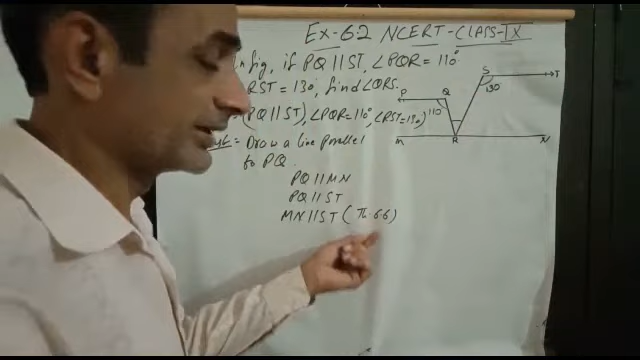 Ex-6.2 NCERT-CLASS-IX
n fig, if PQ || ST, ∠PQR = 110°
RST = 130°, find ∠QRS.
(PQ || ST), ∠PQR = 110°, ∠RST = 130
= Draw a line parallel
to PQ.
PQ || MN
PQ || ST
MN || ST (Th. 6.6)
S
T
130
P
Q
110
M
R
N